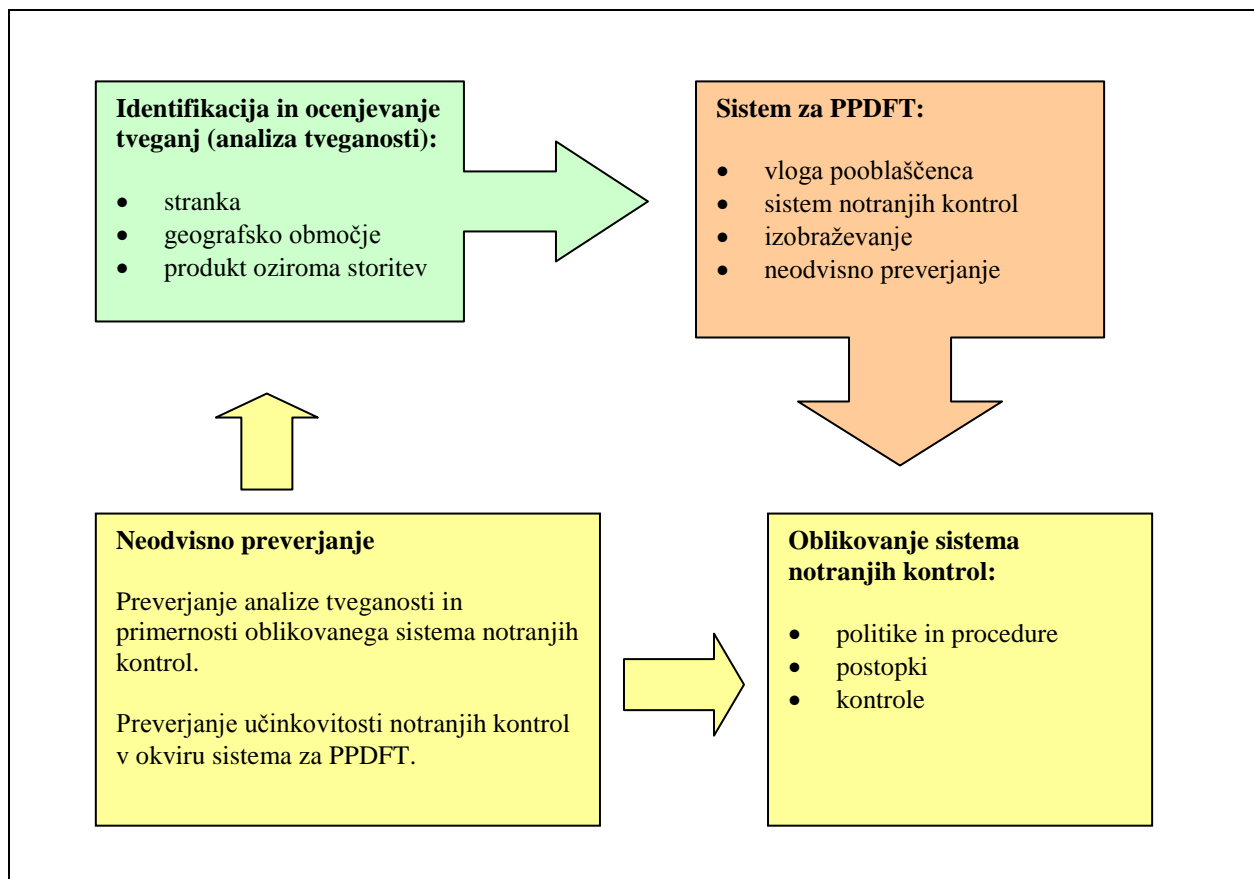 Identifikacija in ocenjevanje
tveganj (analiza tveganosti):
• stranka
• geografsko območje
• produkt oziroma storitev
Sistem za PPDFT:
• vloga pooblaščenca
• sistem notranjih kontrol
• izobraževanje
• neodvisno preverjanje
Neodvisno preverjanje
Preverjanje analize tveganosti in
primernosti oblikovanega sistema notranjih
kontrol.
Preverjanje učinkovitosti notranjih kontrol
v okviru sistema za PPDFT.
Oblikovanje sistema
notranjih kontrol:
• politike in procedure
• postopki
• kontrole